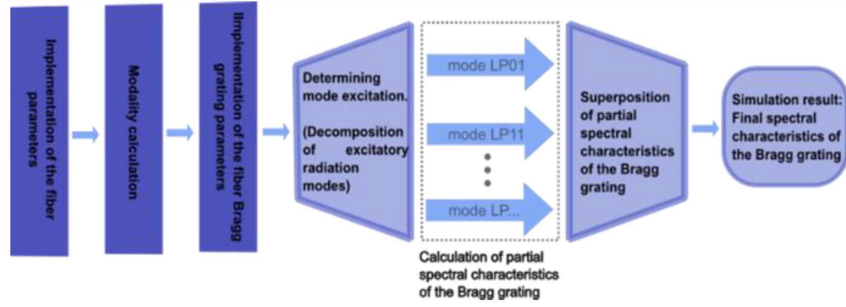 Implementation of the fiber
parameters
Modality calculation
IImplementation of the fiber Bragg
grating parameters
Determining
mode excitation.
(Decomposition
of excitatory
radiation
modes)
mode LP01
mode LP11
mode LP...
Calculation of partial
spectral characteristics
of the Bragg grating
Superposition
of partial
spectral
characteristics
of the Bragg
grating
Simulation result:
Final spectral
characteristics of
the Bragg grating